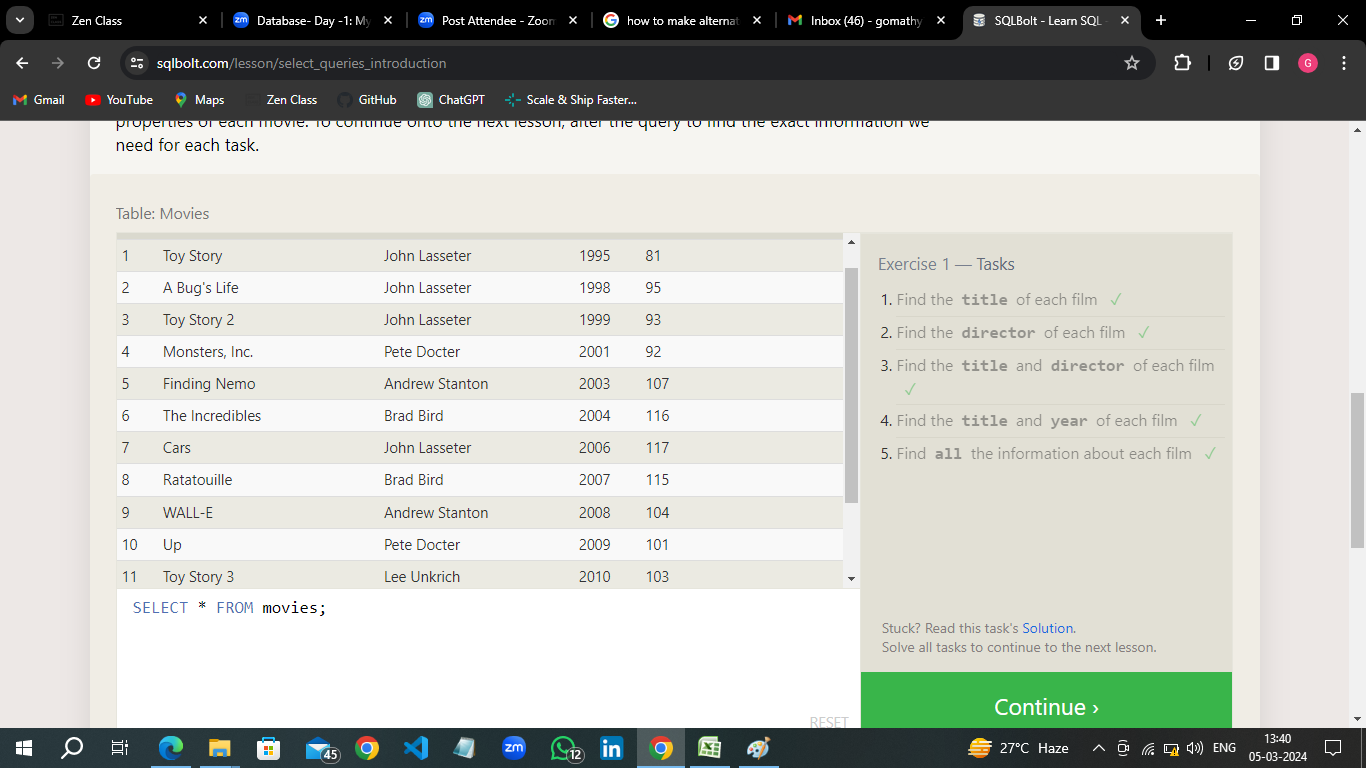 Zen Class
Database- Day -1: My
Post Attendee - Zoom
how to make alternat
Inbox (46) - gomathy
SQLBolt - Learn SQL -
sqlbolt.com/lesson/select_queries_introduction
G
Gmail
YouTube
Maps
Zen Class
GitHub
ChatGPT
Scale & Ship Faster...
properties of each movie. To continue onto the next lesson, alter the query to find the exact information we
need for each task.
Table: Movies
1 Toy Story John Lasseter 1995 81
2 A Bug's Life John Lasseter 1998 95
3 Toy Story 2 John Lasseter 1999 93
4 Monsters, Inc. Pete Docter 2001 92
5 Finding Nemo Andrew Stanton 2003 107
6 The Incredibles Brad Bird 2004 116
7 Cars John Lasseter 2006 117
8 Ratatouille Brad Bird 2007 115
9 WALL-E Andrew Stanton 2008 104
10 Up Pete Docter 2009 101
11 Toy Story 3 Lee Unkrich 2010 103
SELECT * FROM movies;
RESET
Exercise 1 — Tasks
1. Find the title of each film ✓
2. Find the director of each film ✓
3. Find the title and director of each film
✓
4. Find the title and year of each film ✓
5. Find all the information about each film ✓
Stuck? Read this task's Solution.
Solve all tasks to continue to the next lesson.
Continue ›
45
zm
12
27°C Haze
ENG
13:40
05-03-2024